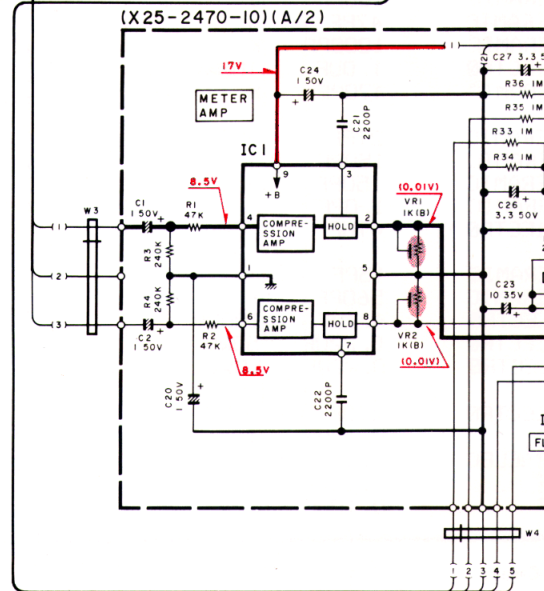 (X25-2470-10)(A/2)
17V
METER
AMP
C24
1 50V
+
C21
2200P
(1)
(2)
C27 3.3 5
+
R36 1M
R35 1M
R33 1M
R34 1M
C26
3.3 50V
+
IC1
9
3
+B
8.5V
(0.01V)
VR1
1K(B)
W3
C1
1 50V
+
R1
47K
4
COMPRE-
SSION
AMP
HOLD
2
(1)
R3
240K
(2)
1
5
R4
240K
C23
10 35V
+
COMPRE-
SSION
AMP
HOLD
(3)
C2
1 50V
+
R2
47K
6
8
7
VR2
1K(B)
8.5V
(0.01V)
C20
1 50V
+
C22
2200P
I
FL
W4
1
2
3
4
5